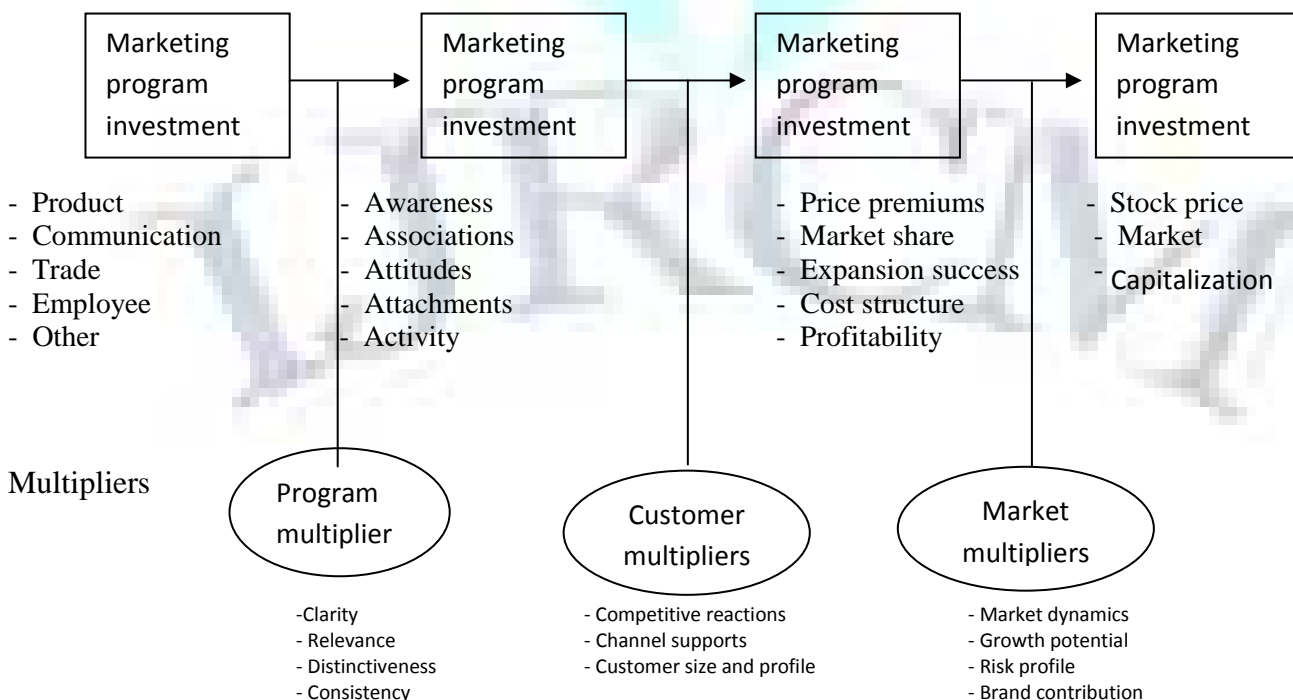 Marketing
program
investment
Marketing
program
investment
Marketing
program
investment
Marketing
program
investment
- Product
- Communication
- Trade
- Employee
- Other
- Awareness
- Associations
- Attitudes
- Attachments
- Activity
- Price premiums
- Market share
- Expansion success
- Cost structure
- Profitability
- Stock price
- Market
- Capitalization
Multipliers
Program
multiplier
Customer
multipliers
Market
multipliers
-Clarity
- Relevance
- Distinctiveness
- Consistency
- Competitive reactions
- Channel supports
- Customer size and profile
- Market dynamics
- Growth potential
- Risk profile
- Brand contribution
IJRCM